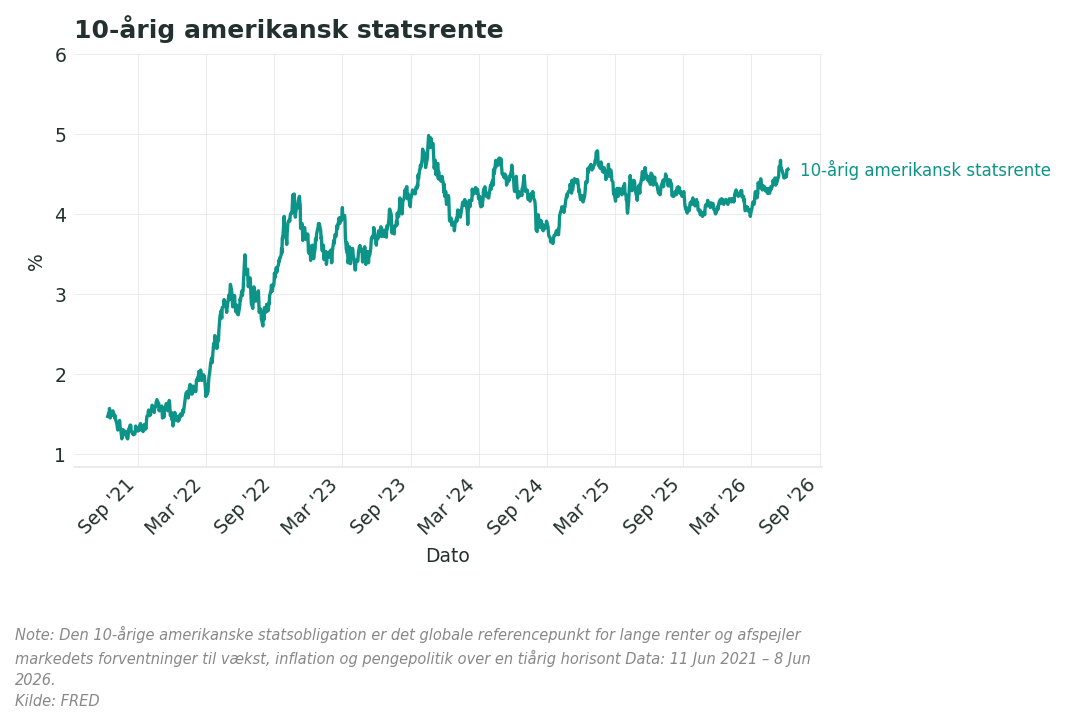 10-årig amerikansk statsrente
6
5
4
3
2
1
%
10-årig amerikansk statsrente
Sep '21
Mar '22
Sep '22
Mar '23
Sep '23
Mar '24
Sep '24
Mar '25
Sep '25
Mar '26
Sep '26
Dato
Note: Den 10-årige amerikanske statsobligation er det globale referencepunkt for lange renter og afspejler
markedets forventninger til vækst, inflation og pengepolitik over en tiårig horisont Data: 11 Jun 2021 – 8 Jun
2026.
Kilde: FRED